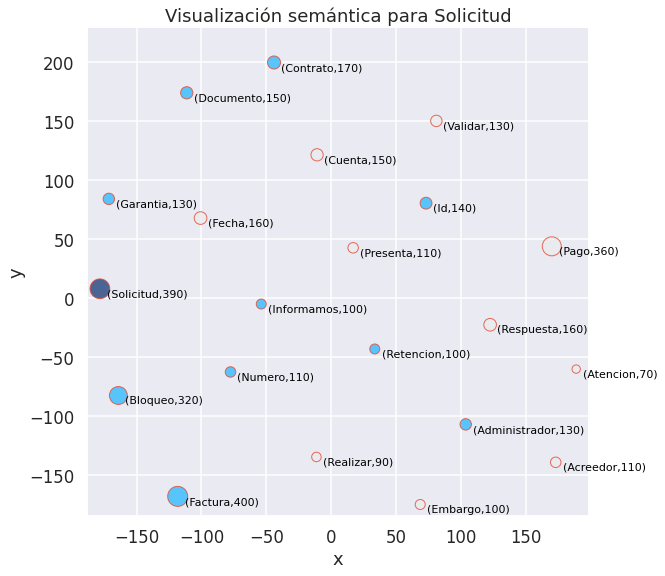 Visualización semántica para Solicitud
200
(Contrato,170)
(Documento,150)
150
(Validar,130)
(Cuenta,150)
100
(Garantia,130)
(Id,140)
(Fecha,160)
50
(Presenta,110)
(Pago,360)
y
0
(Solicitud,390)
(Informamos,100)
(Respuesta,160)
−50
(Retencion,100)
(Numero,110)
(Atencion,70)
(Bloqueo,320)
−100
(Administrador,130)
(Realizar,90)
(Acreedor,110)
−150
(Factura,400)
(Embargo,100)
−150 −100 −50 0 50 100 150
x